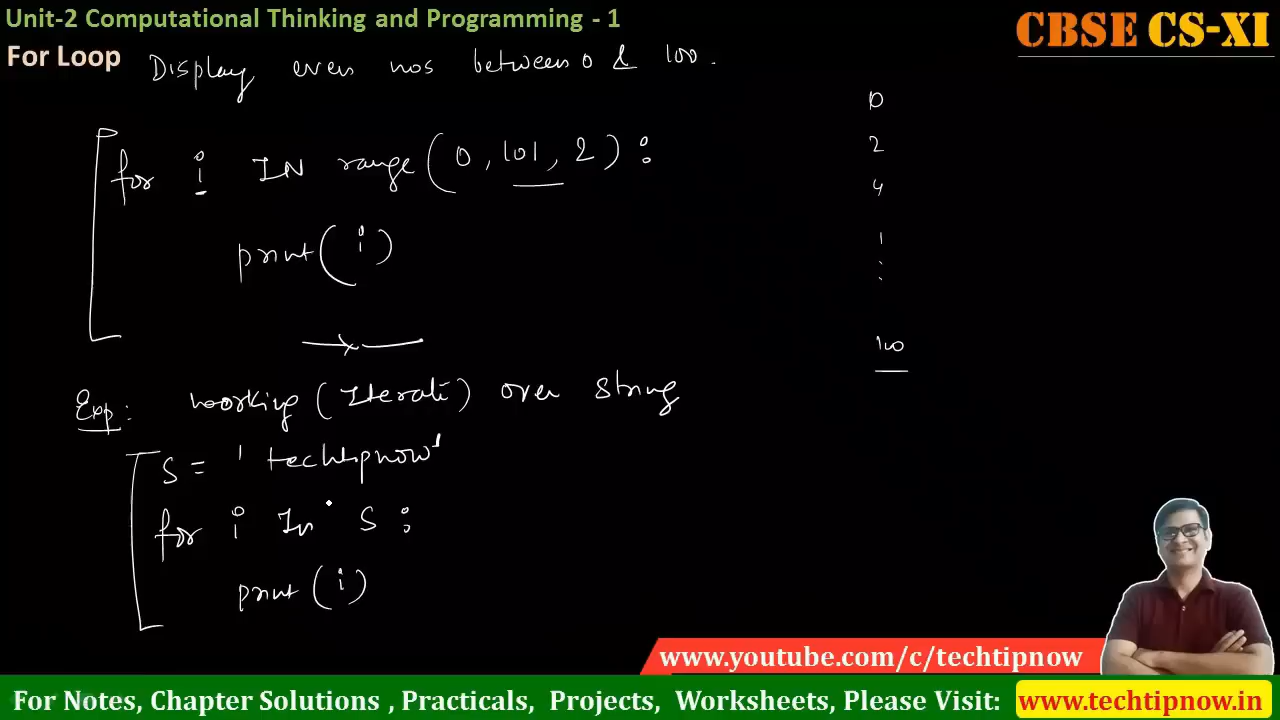 Unit-2 Computational Thinking and Programming - 1
CBSE CS-XI
For Loop
Display even nos between 0 & 100.
for i IN range (0, 101, 2) :
print (i)
0
2
4
100
Exp: working (Iterate) over string
S = 'techtipnow'
for i In S :
print (i)
www.youtube.com/c/techtipnow
For Notes, Chapter Solutions , Practicals, Projects, Worksheets, Please Visit: www.techtipnow.in